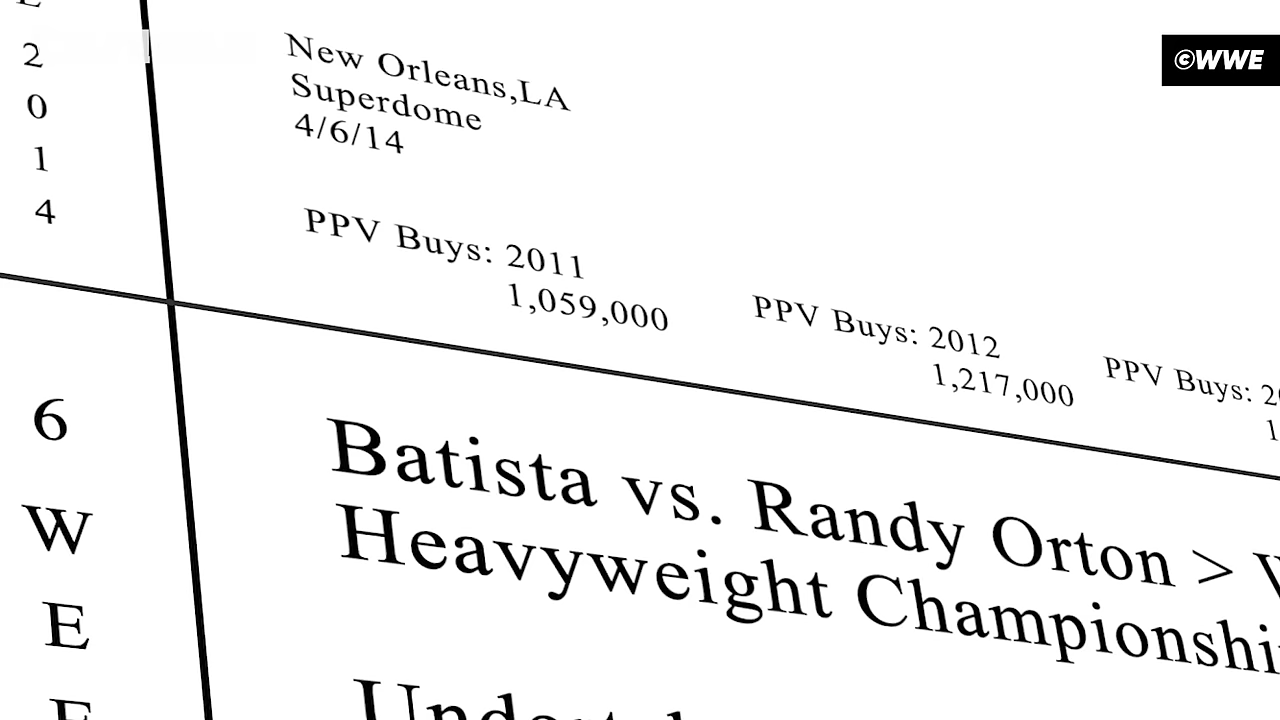 ©WWE
2
0
1
4
New Orleans,LA
Superdome
4/6/14
PPV Buys: 2011
1,059,000
PPV Buys: 2012
1,217,000
PPV Buys:
6
W
E
Batista vs. Randy Orton >
Heavyweight